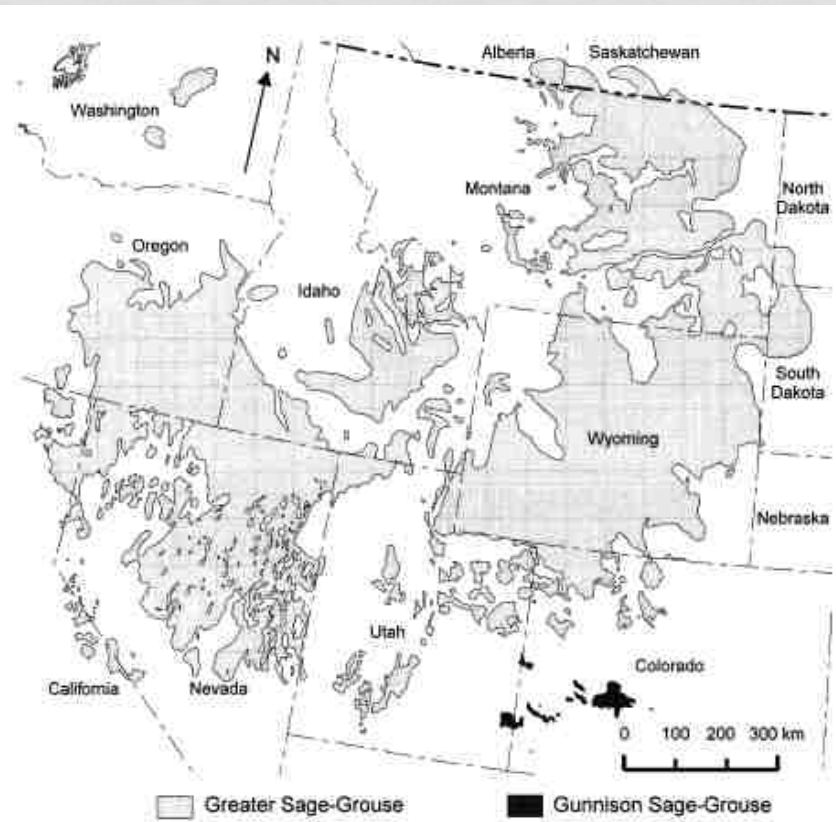 Alberta Saskatchewan
N
Washington
Montana
North
Dakota
Oregon
Idaho
South
Dakota
Wyoming
Nebraska
Utah
Colorado
California Nevada
0 100 200 300 km
Greater Sage-Grouse Gunnison Sage-Grouse